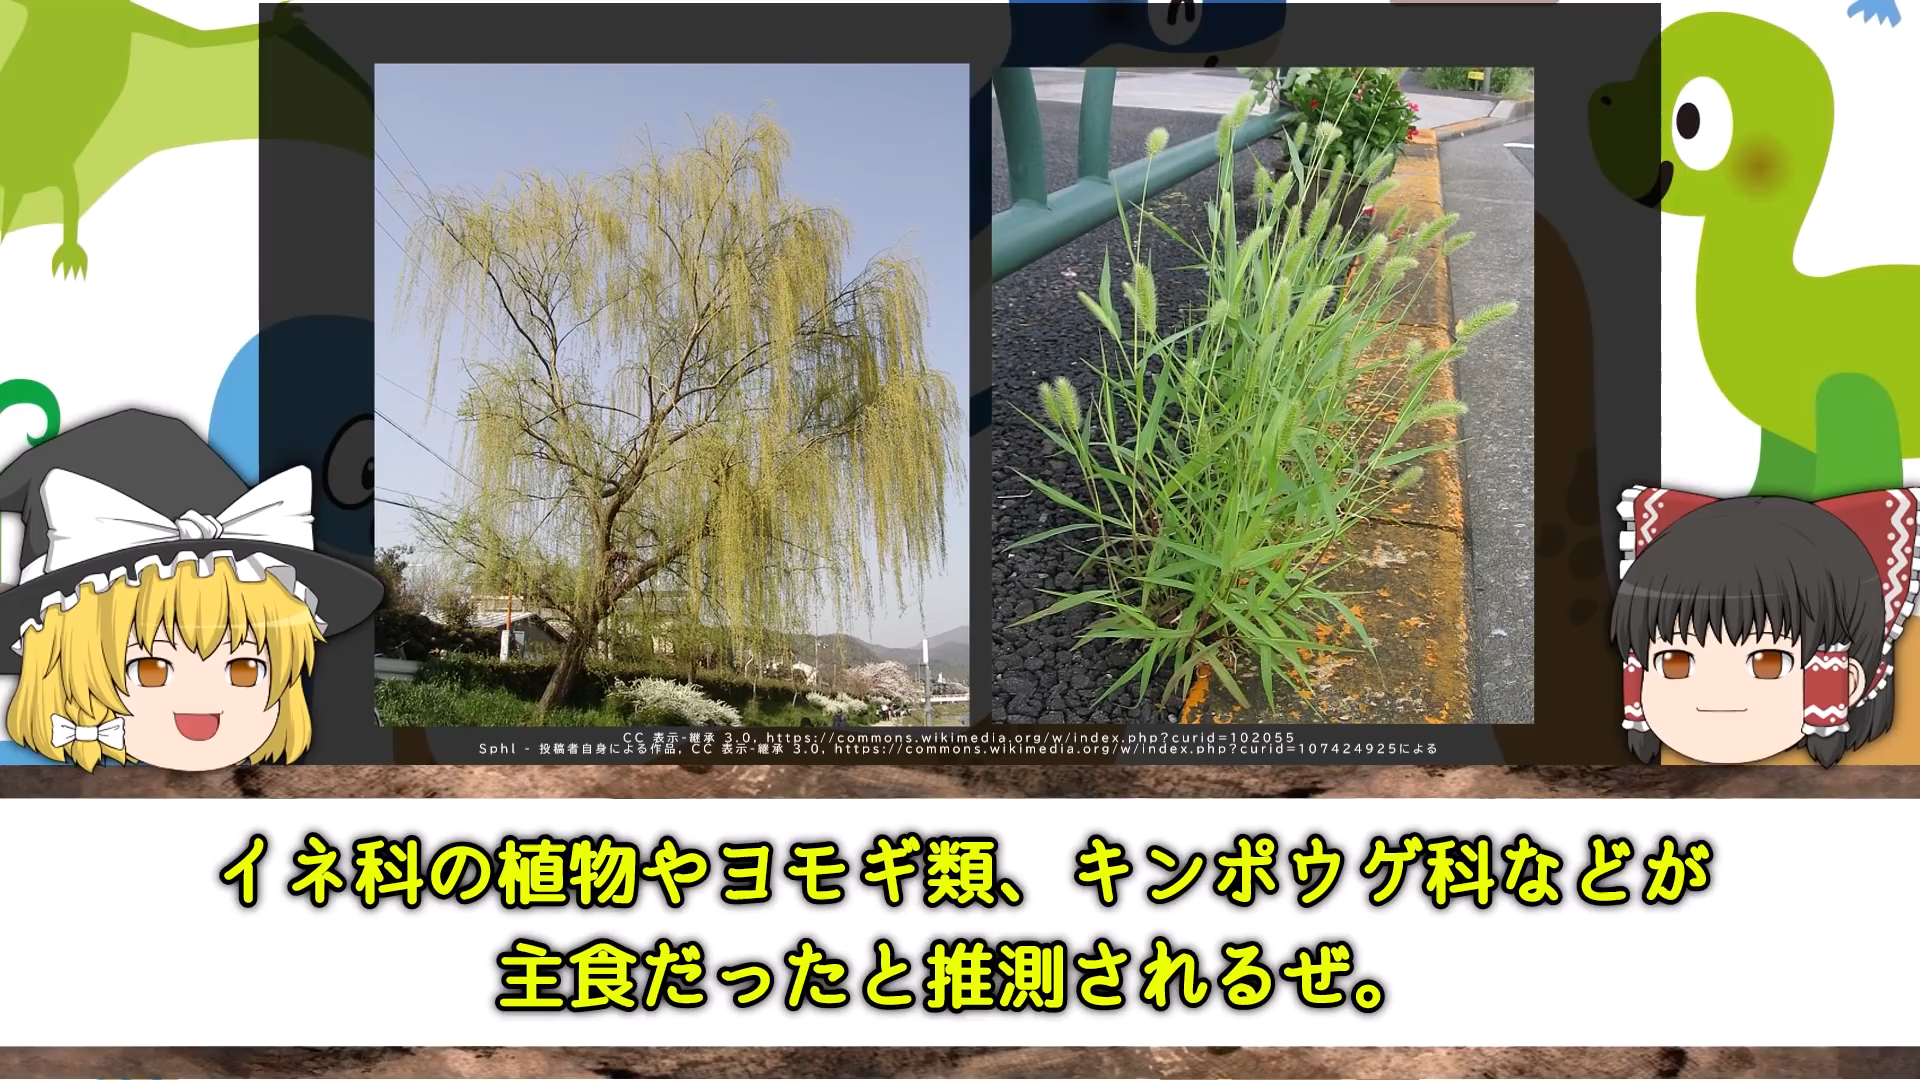 CC 表示-継承 3.0, https://commons.wikimedia.org/w/index.php?curid=102055
Sphl - 投稿者自身による作品, CC 表示-継承 3.0, https://commons.wikimedia.org/w/index.php?curid=107424925による
イネ科の植物やヨモギ類、キンポウゲ科などが
主食だったと推測されるぜ。